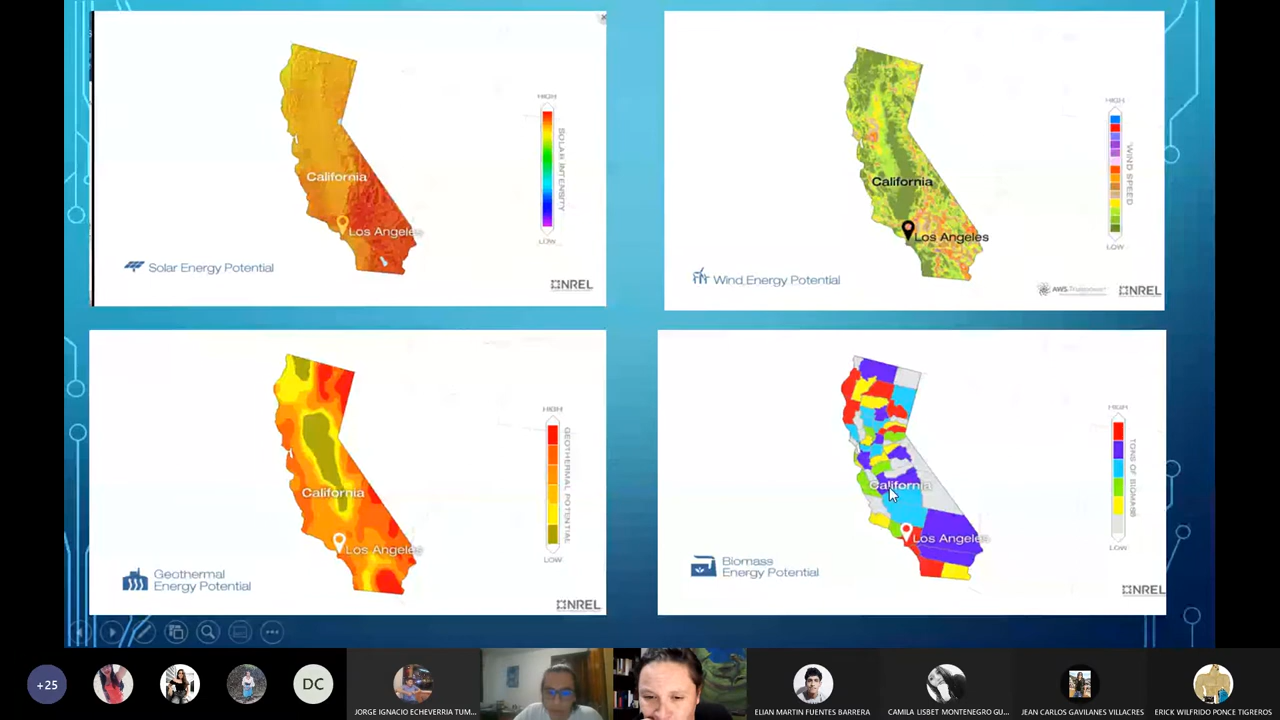 HIGH
SOLAR INTENSITY
LOW
California
Los Angeles
Solar Energy Potential
NREL
HIGH
WIND SPEED
LOW
California
Los Angeles
Wind Energy Potential
NREL
HIGH
GEOTHERMAL POTENTIAL
LOW
California
Los Angeles
Geothermal
Energy Potential
NREL
HIGH
TONS OF BIOMASS
LOW
California
Los Angeles
Biomass
Energy Potential
NREL
+25
DC
JORGE IGNACIO ECHEVERRIA TUM...
ELIAN MARTIN FUENTES BARRERA
CAMILA LISBET MONTENEGRO GU...
JEAN CARLOS GAVILANES VILLACRES
ERICK WILFRIDO PONCE TIGREROS